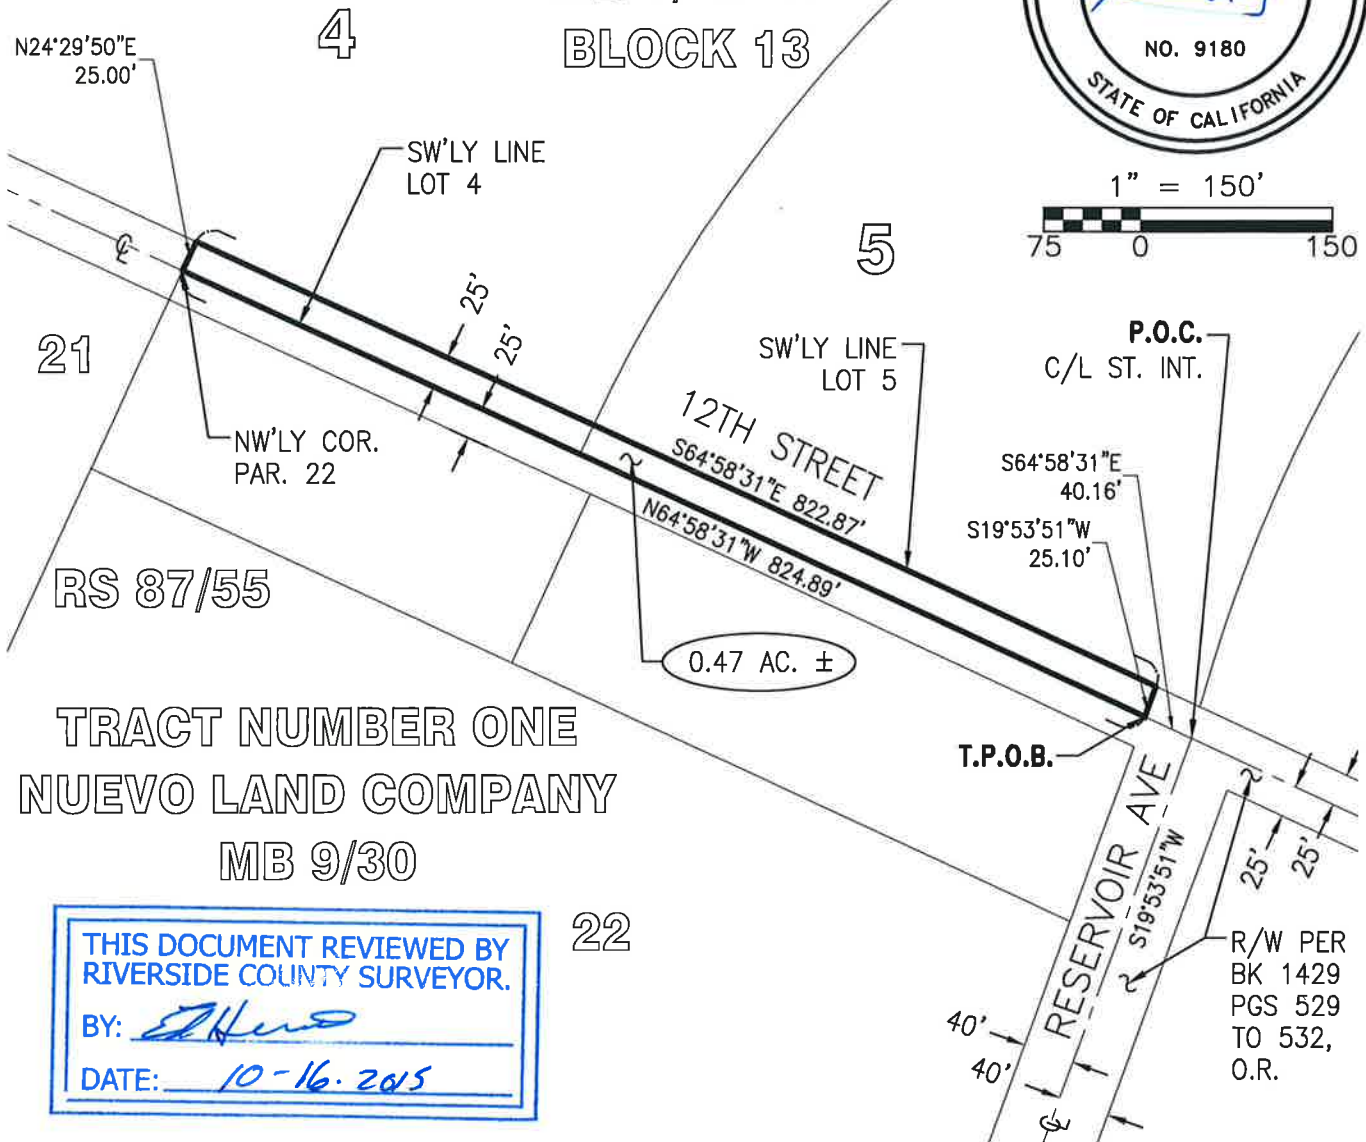 BLOCK 13
4
N24°29'50"E
25.00'
NO. 9180
STATE OF CALIFORNIA
SW'LY LINE
LOT 4
1" = 150'
75 0 150
5
℄
25'
25'
21
SW'LY LINE
LOT 5
P.O.C.
C/L ST. INT.
12TH STREET
S64°58'31"E 822.87'
N64°58'31"W 824.89'
NW'LY COR.
PAR. 22
S64°58'31"E
40.16'
S19°53'51"W
25.10'
RS 87/55
0.47 AC. ±
T.P.O.B.
TRACT NUMBER ONE
NUEVO LAND COMPANY
MB 9/30
RESERVOIR AVE
S19°53'51"W
25'
25'
22
R/W PER
BK 1429
PGS 529
TO 532,
O.R.
40'
40'
℄
THIS DOCUMENT REVIEWED BY
RIVERSIDE COUNTY SURVEYOR.
BY:
DATE: 10-16-2015